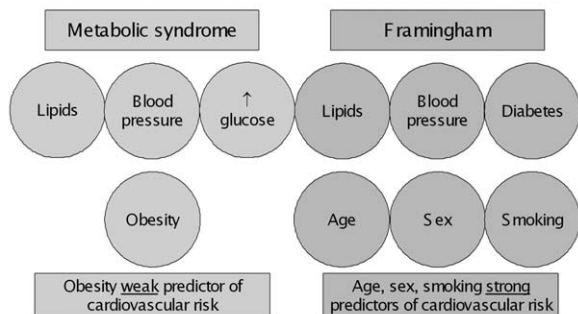 Metabolic syndrome
Framingham
Lipids
Blood
pressure
↑
glucose
Lipids
Blood
pressure
Diabetes
Obesity
Age
Sex
Smoking
Obesity weak predictor of
cardiovascular risk
Age, sex, smoking strong
predictors of cardiovascular risk